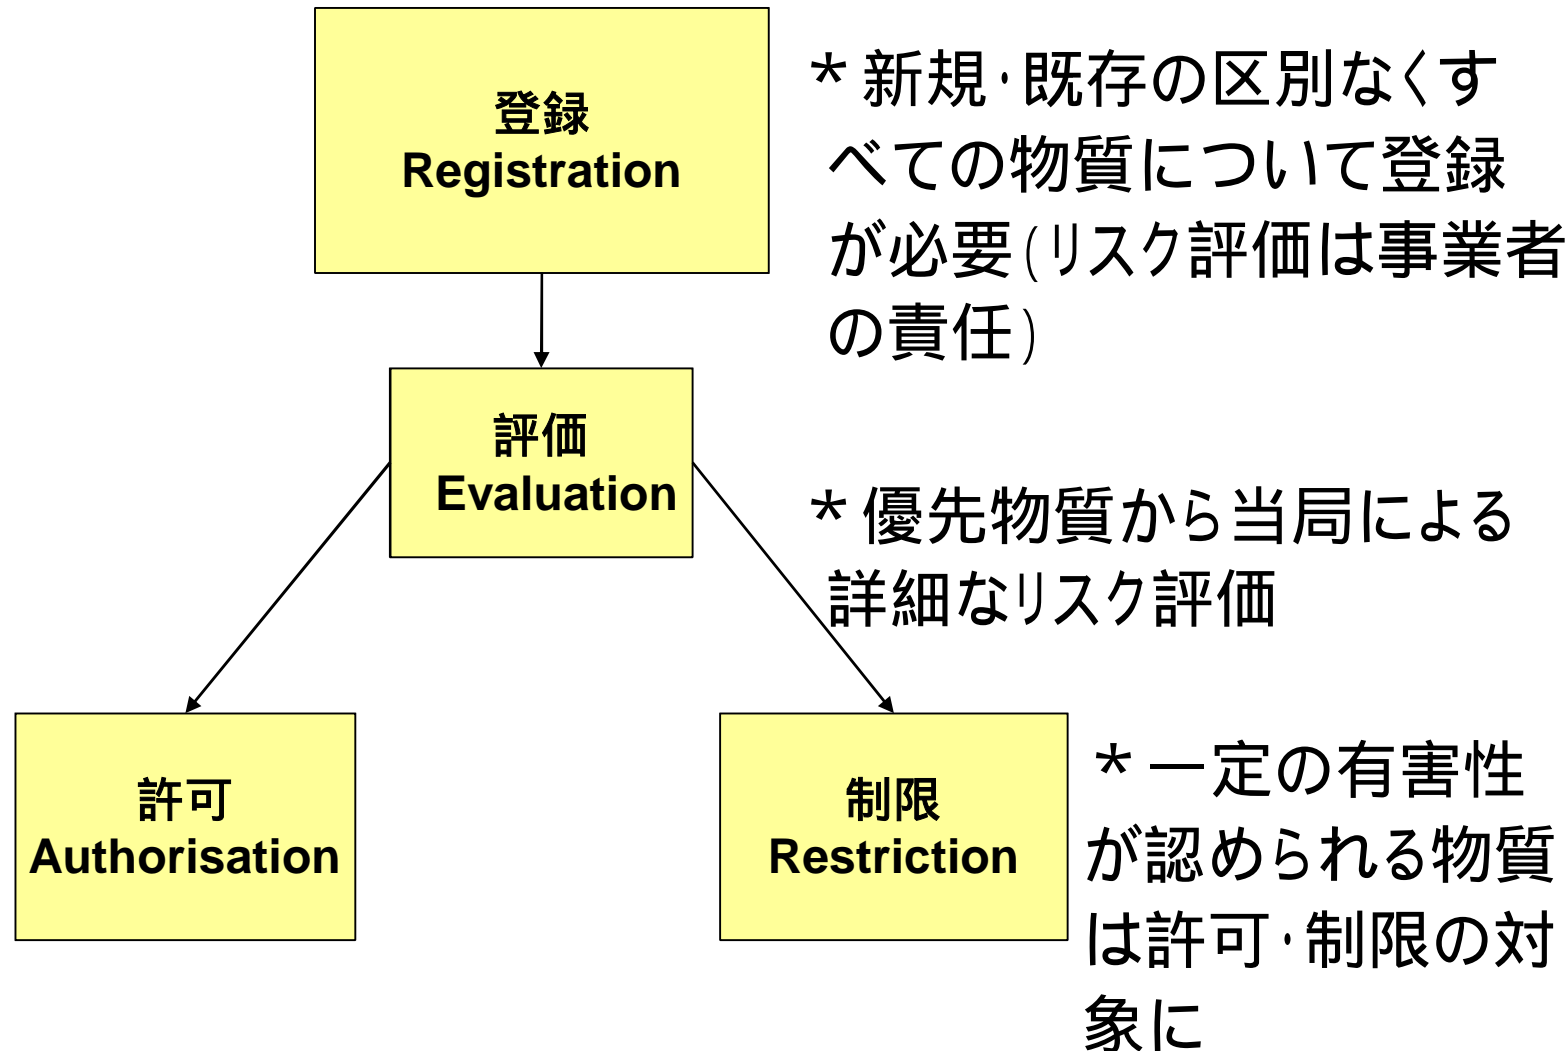 登録
Registration
＊新規・既存の区別なくす
べての物質について登録
が必要（リスク評価は事業者
の責任）
評価
Evaluation
＊優先物質から当局による
詳細なリスク評価
許可
Authorisation
制限
Restriction
＊一定の有害性
が認められる物質
は許可・制限の対
象に